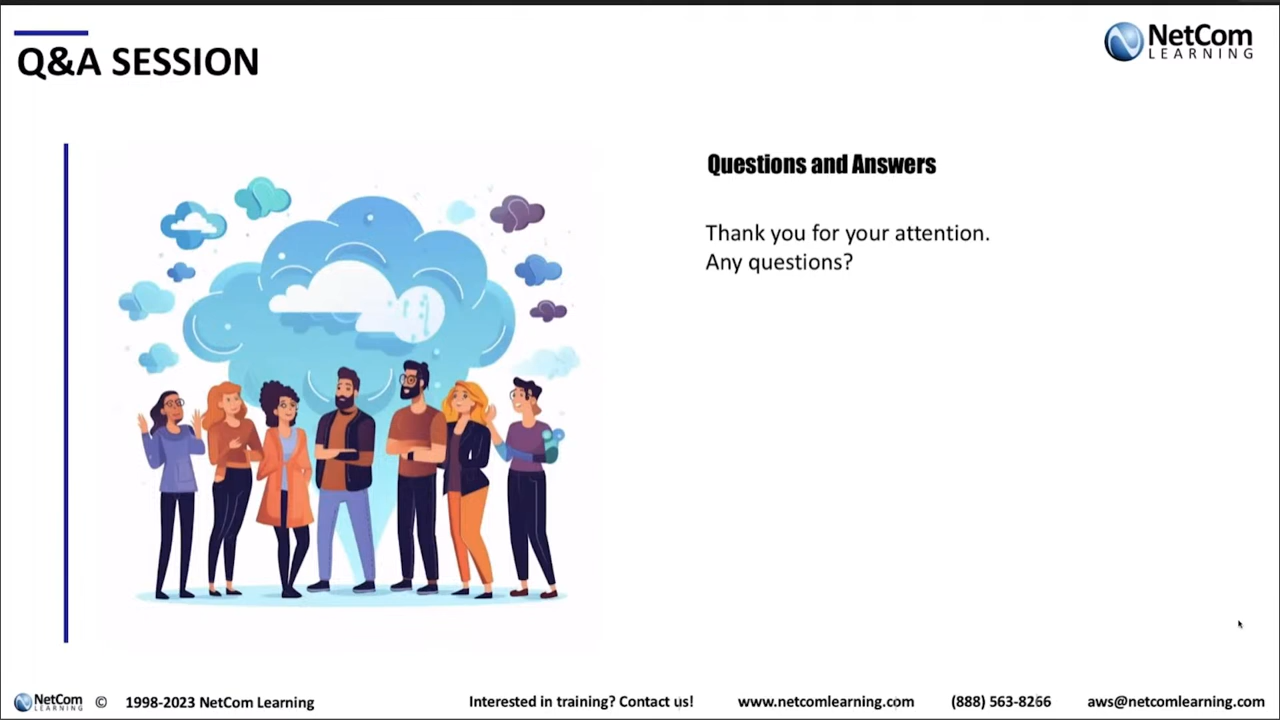 Q&A SESSION
NetCom
LEARNING
Questions and Answers
Thank you for your attention.
Any questions?
NetCom
LEARNING
© 1998-2023 NetCom Learning
Interested in training? Contact us!
www.netcomlearning.com
(888) 563-8266
aws@netcomlearning.com